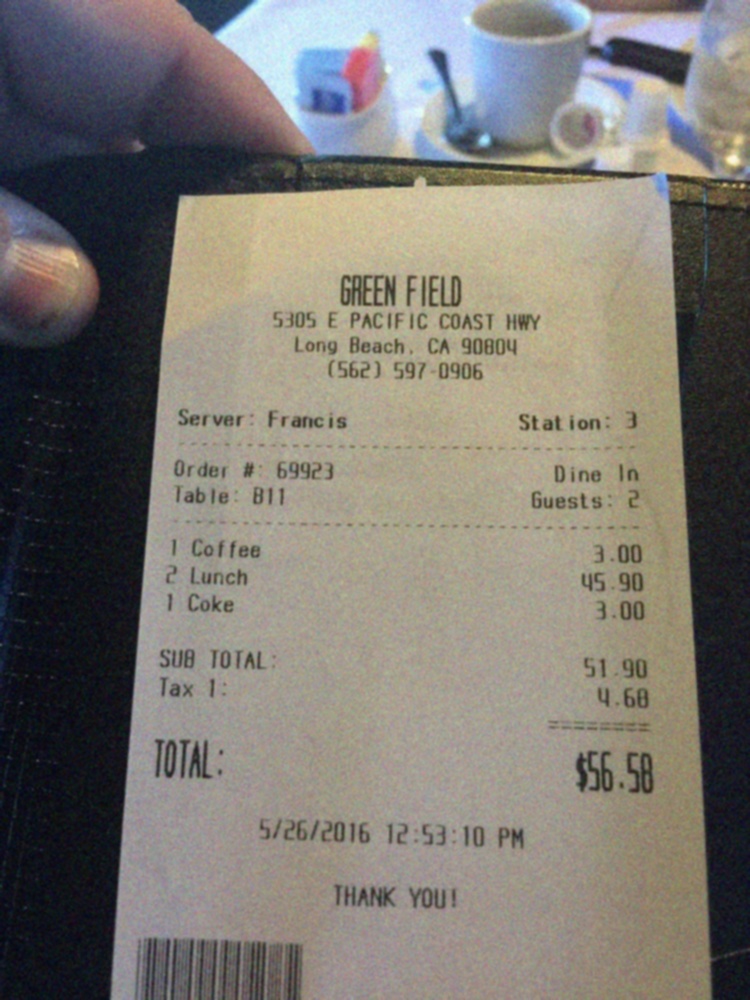 GREEN FIELD
5305 E PACIFIC COAST HWY
Long Beach, CA 90804
(562) 597-0906
Server: Francis Station: 3
Order #: 69923 Dine In
Table: B11 Guests: 2
1 Coffee 3.00
2 Lunch 45.90
1 Coke 3.00
SUB TOTAL: 51.90
Tax 1: 4.68
========
TOTAL: $56.58
5/26/2016 12:53:10 PM
THANK YOU!